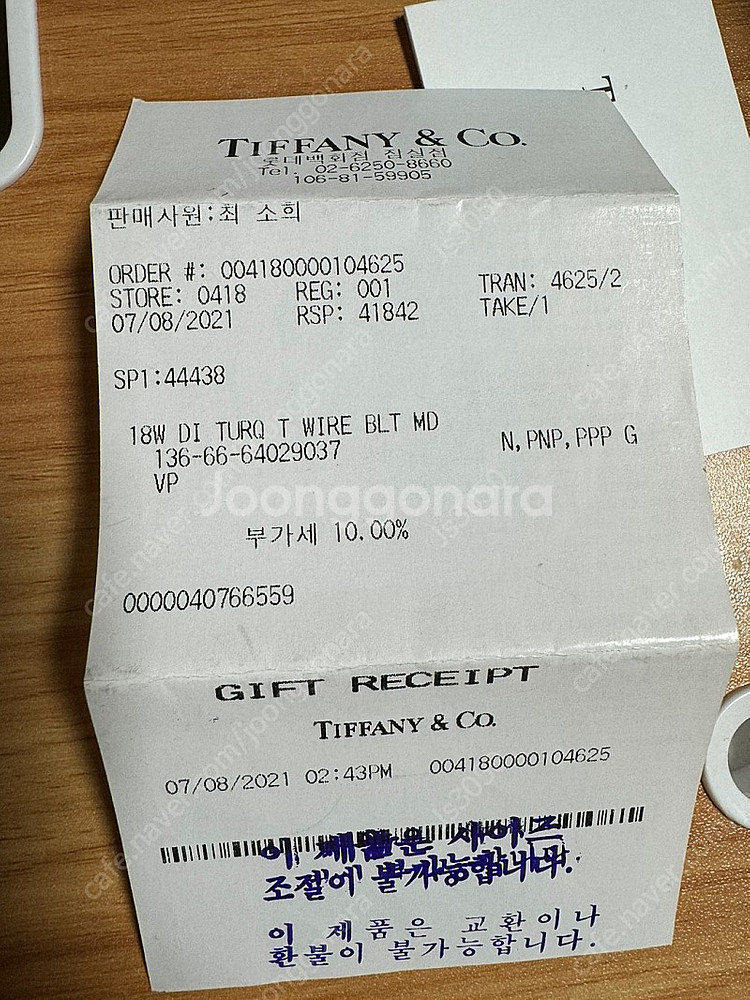 TIFFANY & CO.
롯데백화점 잠실점
Tel. 02-6250-8660
106-81-59905
판매사원:최 소희
ORDER #: 004180000104625
STORE: 0418 REG: 001 TRAN: 4625/2
07/08/2021 RSP: 41842 TAKE/1
SP1:44438
18W DI TURQ T WIRE BLT MD
136-66-64029037 N,PNP,PPP G
VP
Joonggonara
부가세 10.00%
0000040766559
GIFT RECEIPT
TIFFANY & CO.
07/08/2021 02:43PM 004180000104625
이 제품은 사이즈
조절이 불가능합니다.
이 제품은 교환이나
환불이 불가능합니다.